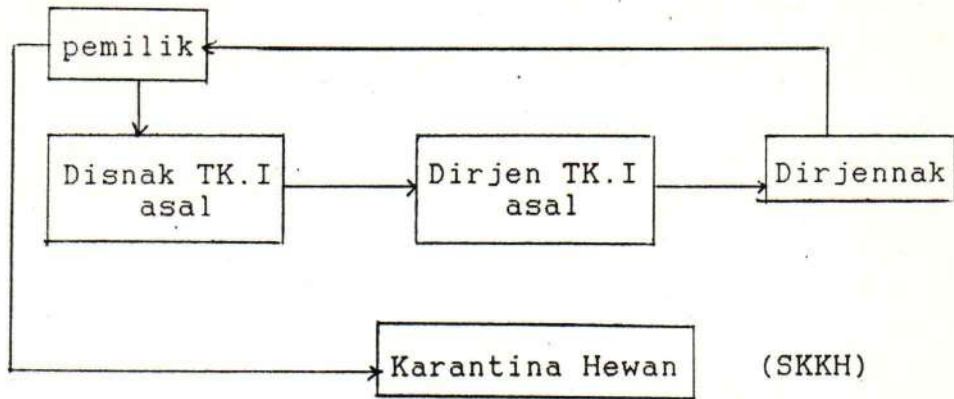 pemilik
Disnak TK.I
asal
Dirjen TK.I
asal
Dirjennak
Karantina Hewan
(SKKH)